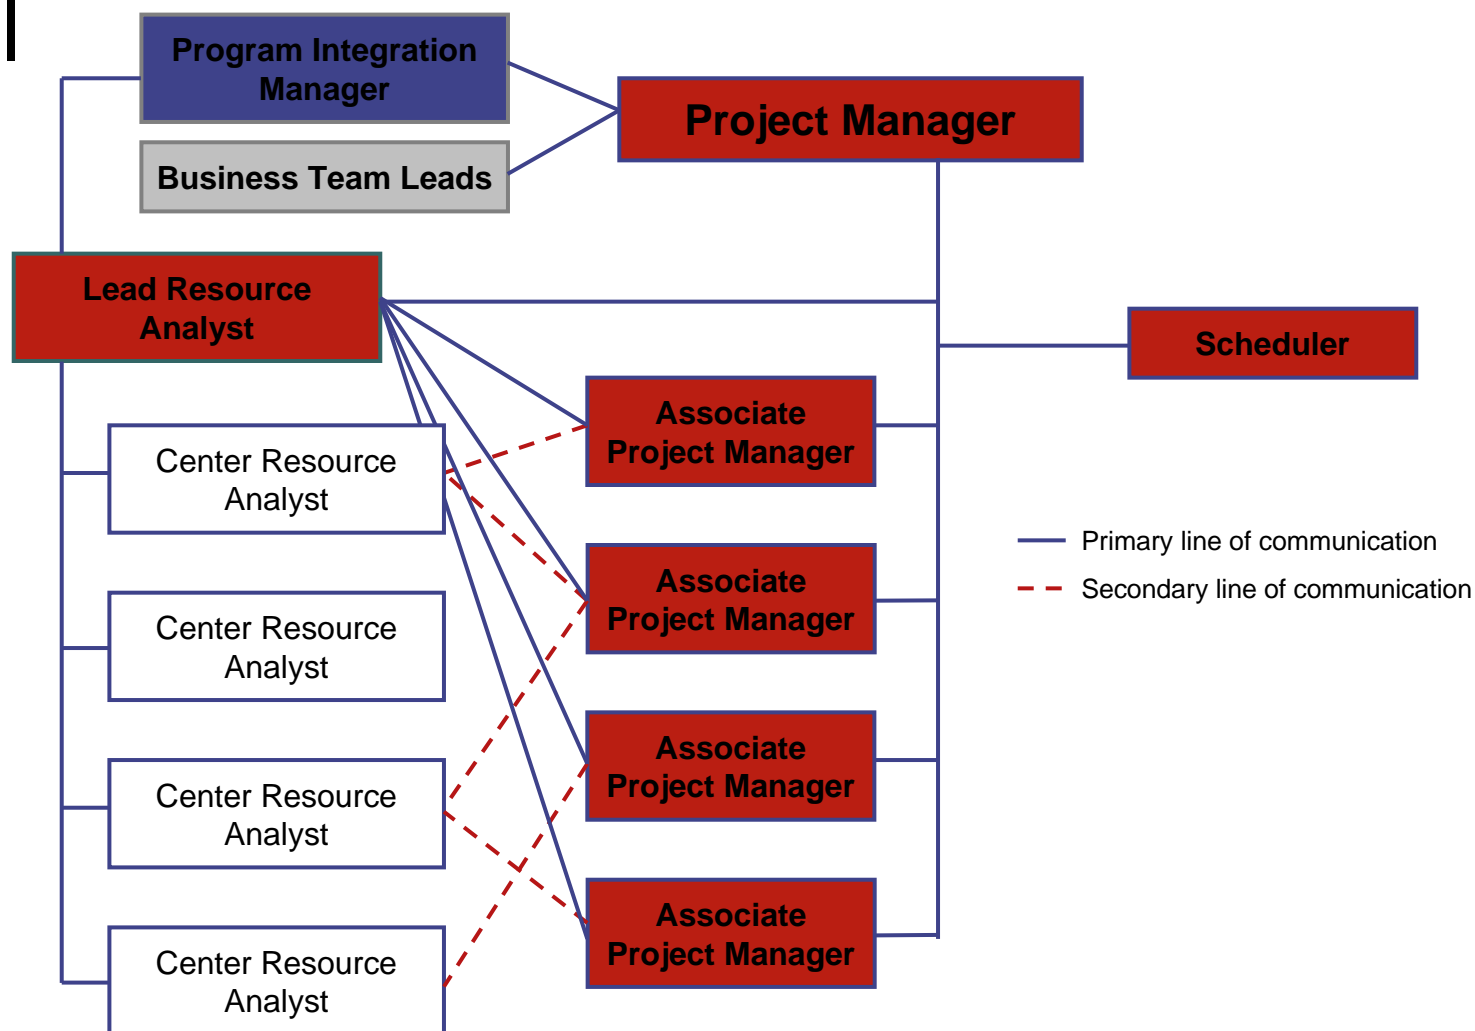 Program Integration
Manager
Project Manager
Business Team Leads
Lead Resource
Analyst
Scheduler
Associate
Project Manager
Center Resource
Analyst
Primary line of communication
Secondary line of communication
Associate
Project Manager
Center Resource
Analyst
Associate
Project Manager
Center Resource
Analyst
Associate
Project Manager
Center Resource
Analyst